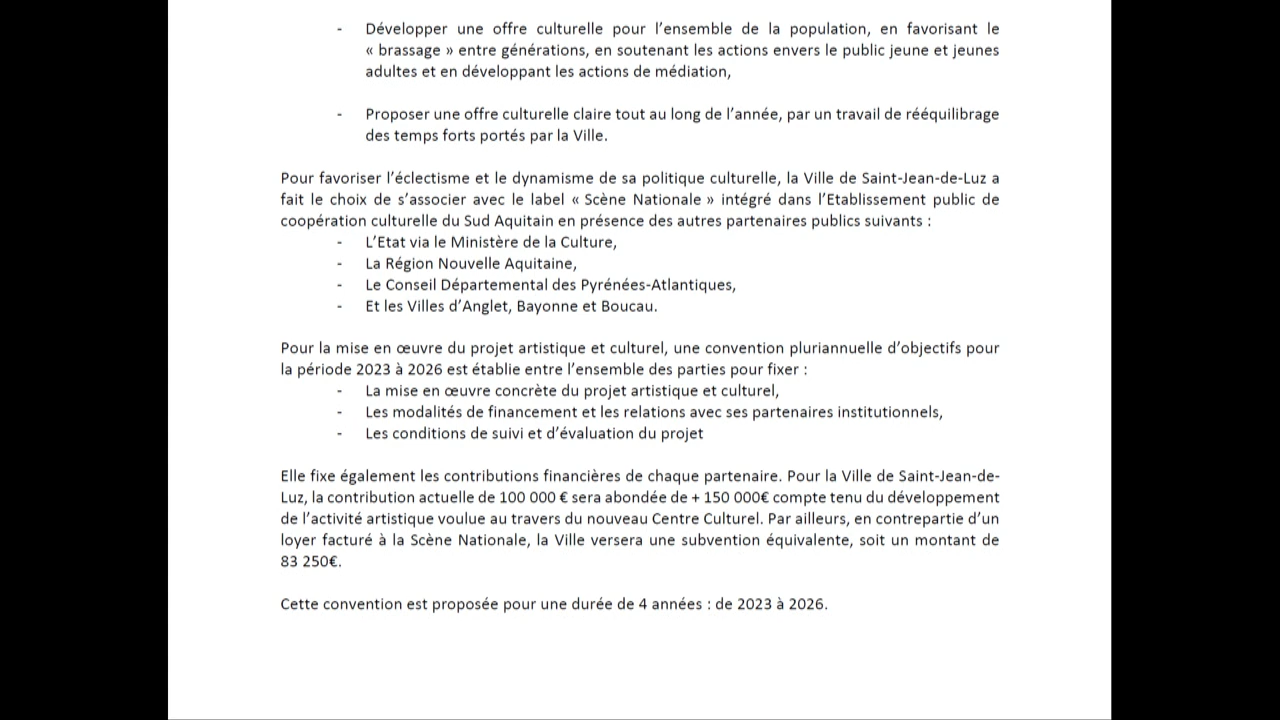 - Développer une offre culturelle pour l'ensemble de la population, en favorisant le
« brassage » entre générations, en soutenant les actions envers le public jeune et jeunes
adultes et en développant les actions de médiation,
- Proposer une offre culturelle claire tout au long de l'année, par un travail de rééquilibrage
des temps forts portés par la Ville.
Pour favoriser l'éclectisme et le dynamisme de sa politique culturelle, la Ville de Saint-Jean-de-Luz a
fait le choix de s'associer avec le label « Scène Nationale » intégré dans l'Etablissement public de
coopération culturelle du Sud Aquitain en présence des autres partenaires publics suivants :
- L'Etat via le Ministère de la Culture,
- La Région Nouvelle Aquitaine,
- Le Conseil Départemental des Pyrénées-Atlantiques,
- Et les Villes d'Anglet, Bayonne et Boucau.
Pour la mise en œuvre du projet artistique et culturel, une convention pluriannuelle d'objectifs pour
la période 2023 à 2026 est établie entre l'ensemble des parties pour fixer :
- La mise en œuvre concrète du projet artistique et culturel,
- Les modalités de financement et les relations avec ses partenaires institutionnels,
- Les conditions de suivi et d'évaluation du projet
Elle fixe également les contributions financières de chaque partenaire. Pour la Ville de Saint-Jean-de-
Luz, la contribution actuelle de 100 000 € sera abondée de + 150 000€ compte tenu du développement
de l'activité artistique voulue au travers du nouveau Centre Culturel. Par ailleurs, en contrepartie d'un
loyer facturé à la Scène Nationale, la Ville versera une subvention équivalente, soit un montant de
83 250€.
Cette convention est proposée pour une durée de 4 années : de 2023 à 2026.